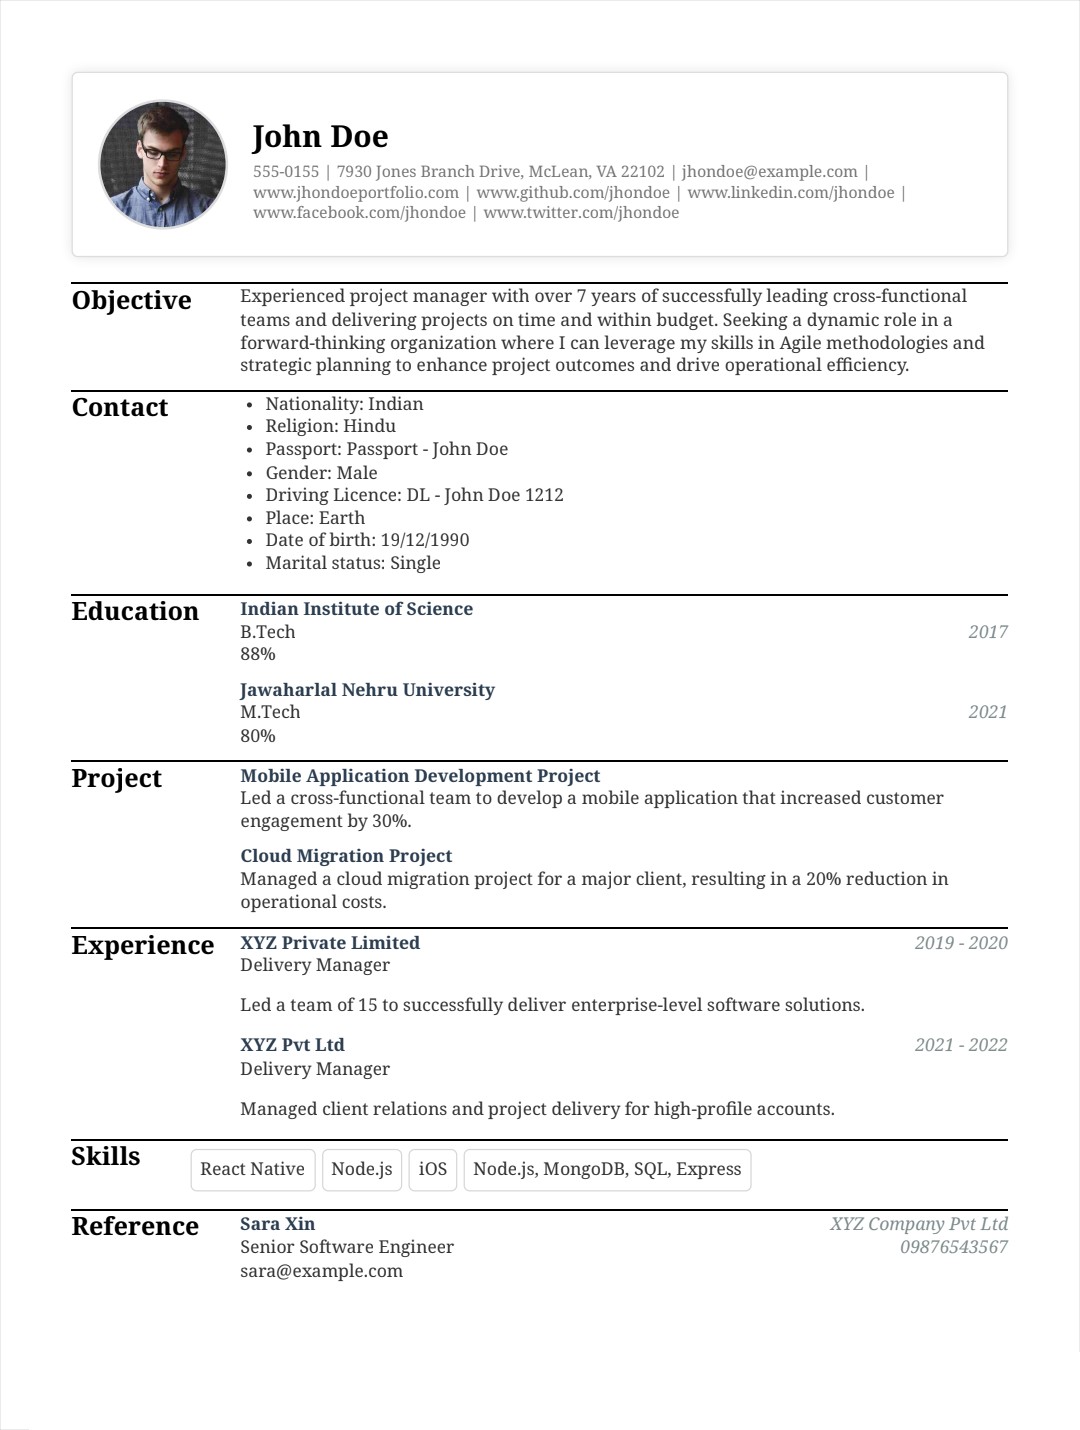 John Doe
555-0155 | 7930 Jones Branch Drive, McLean, VA 22102 | jhondoe@example.com |
www.jhondoeportfolio.com | www.github.com/jhondoe | www.linkedin.com/jhondoe |
www.facebook.com/jhondoe | www.twitter.com/jhondoe
Objective
Experienced project manager with over 7 years of successfully leading cross-functional
teams and delivering projects on time and within budget. Seeking a dynamic role in a
forward-thinking organization where I can leverage my skills in Agile methodologies and
strategic planning to enhance project outcomes and drive operational efficiency.
Contact
• Nationality: Indian
• Religion: Hindu
• Passport: Passport - John Doe
• Gender: Male
• Driving Licence: DL - John Doe 1212
• Place: Earth
• Date of birth: 19/12/1990
• Marital status: Single
Education
Indian Institute of Science
B.Tech 2017
88%
Jawaharlal Nehru University
M.Tech 2021
80%
Project
Mobile Application Development Project
Led a cross-functional team to develop a mobile application that increased customer
engagement by 30%.
Cloud Migration Project
Managed a cloud migration project for a major client, resulting in a 20% reduction in
operational costs.
Experience
XYZ Private Limited 2019 - 2020
Delivery Manager
Led a team of 15 to successfully deliver enterprise-level software solutions.
XYZ Pvt Ltd 2021 - 2022
Delivery Manager
Managed client relations and project delivery for high-profile accounts.
Skills
React Native Node.js iOS Node.js, MongoDB, SQL, Express
Reference
Sara Xin XYZ Company Pvt Ltd
Senior Software Engineer 09876543567
sara@example.com